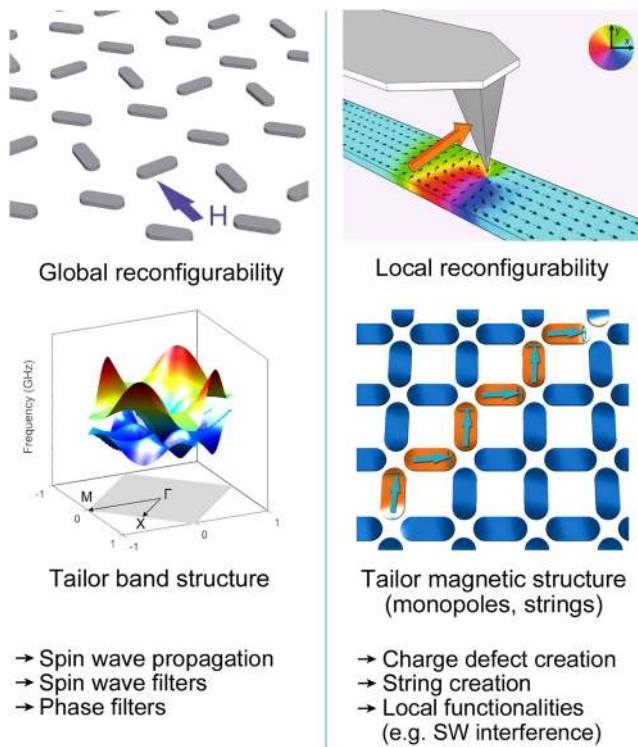 H
Global reconfigurability
Frequency (GHz)
-1
M
0
X
Γ
1
-1
0
1
Tailor band structure
→ Spin wave propagation
→ Spin wave filters
→ Phase filters
y
x
Local reconfigurability
Tailor magnetic structure
(monopoles, strings)
→ Charge defect creation
→ String creation
→ Local functionalities
(e.g. SW interference)